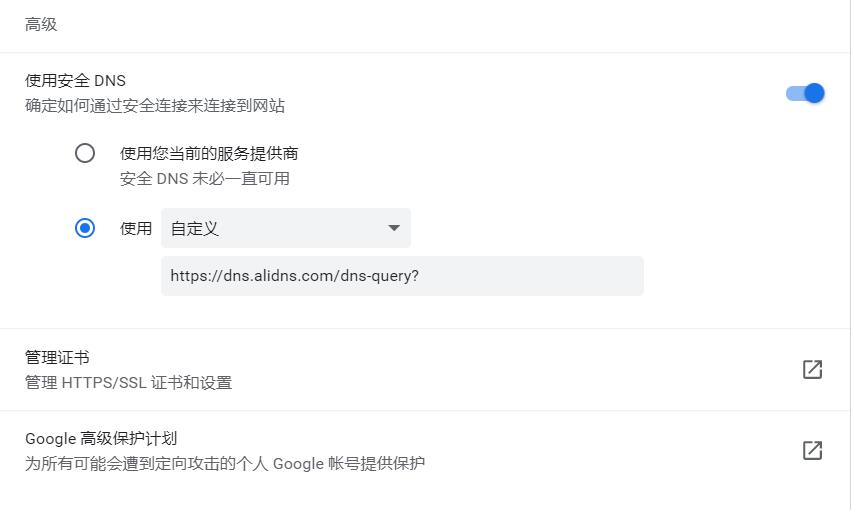 高级
使用安全 DNS
确定如何通过安全连接来连接到网站
使用您当前的服务提供商
安全 DNS 未必一直可用
使用 自定义
https://dns.alidns.com/dns-query?
管理证书
管理 HTTPS/SSL 证书和设置
Google 高级保护计划
为所有可能会遭到定向攻击的个人 Google 帐号提供保护